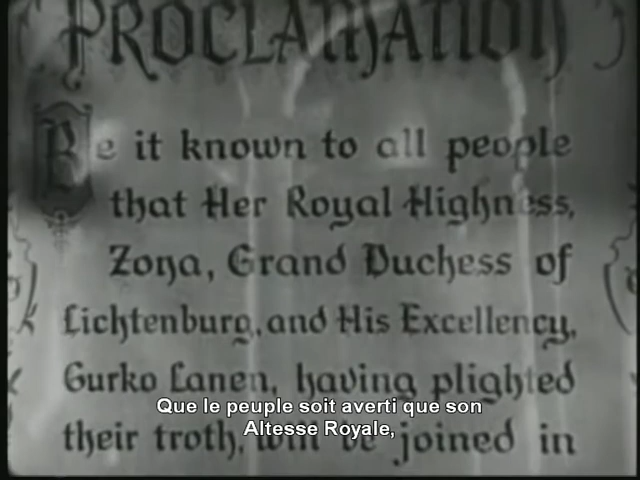 PROCLAMATION
Be it known to all people
that Her Royal Highness,
Zona, Grand Duchess of
Lichtenburg, and His Excellency,
Gurko Lanen, having plighted
their troth, will be joined in
Que le peuple soit averti que son
Altesse Royale,